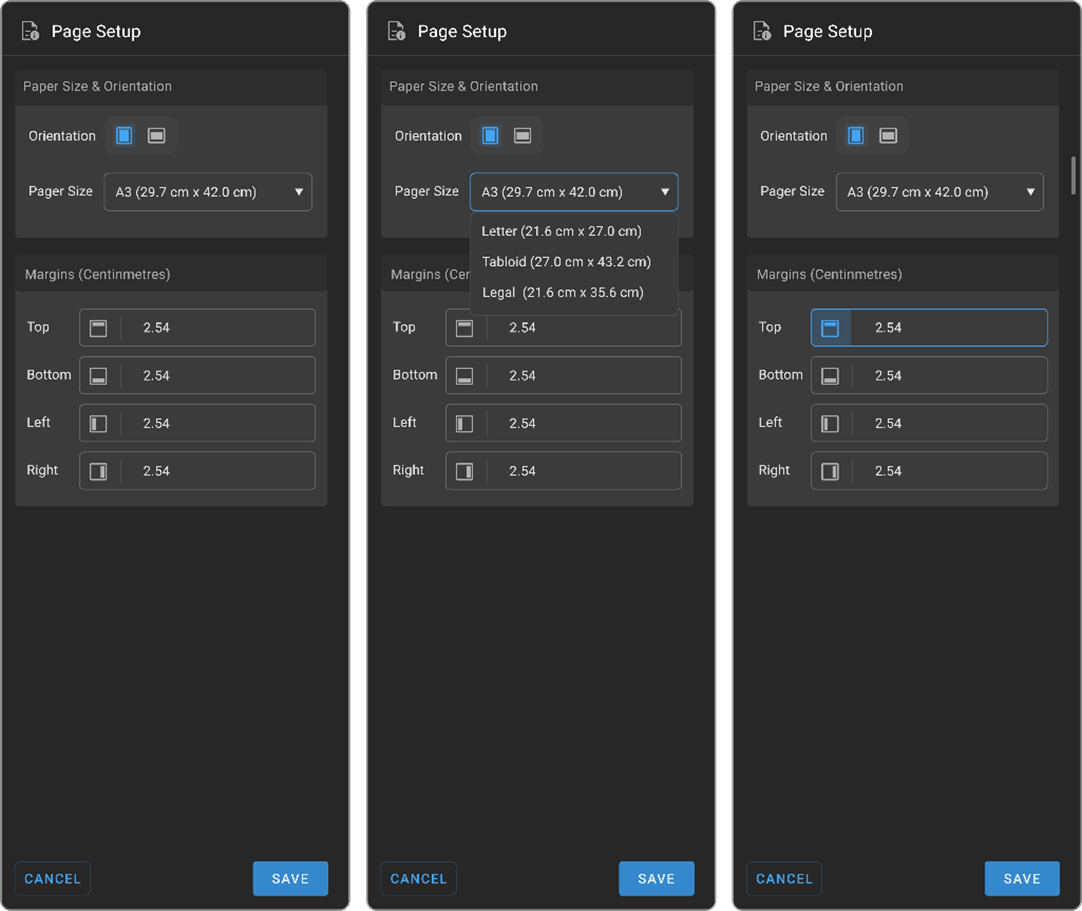 Page Setup
Paper Size & Orientation
Orientation
Pager Size A3 (29.7 cm x 42.0 cm)
Margins (Centinmetres)
Top 2.54
Bottom 2.54
Left 2.54
Right 2.54
CANCEL SAVE
Page Setup
Paper Size & Orientation
Orientation
Pager Size A3 (29.7 cm x 42.0 cm)
Letter (21.6 cm x 27.0 cm)
Tabloid (27.0 cm x 43.2 cm)
Legal (21.6 cm x 35.6 cm)
Margins (Cer
Top 2.54
Bottom 2.54
Left 2.54
Right 2.54
CANCEL SAVE
Page Setup
Paper Size & Orientation
Orientation
Pager Size A3 (29.7 cm x 42.0 cm)
Margins (Centinmetres)
Top 2.54
Bottom 2.54
Left 2.54
Right 2.54
CANCEL SAVE